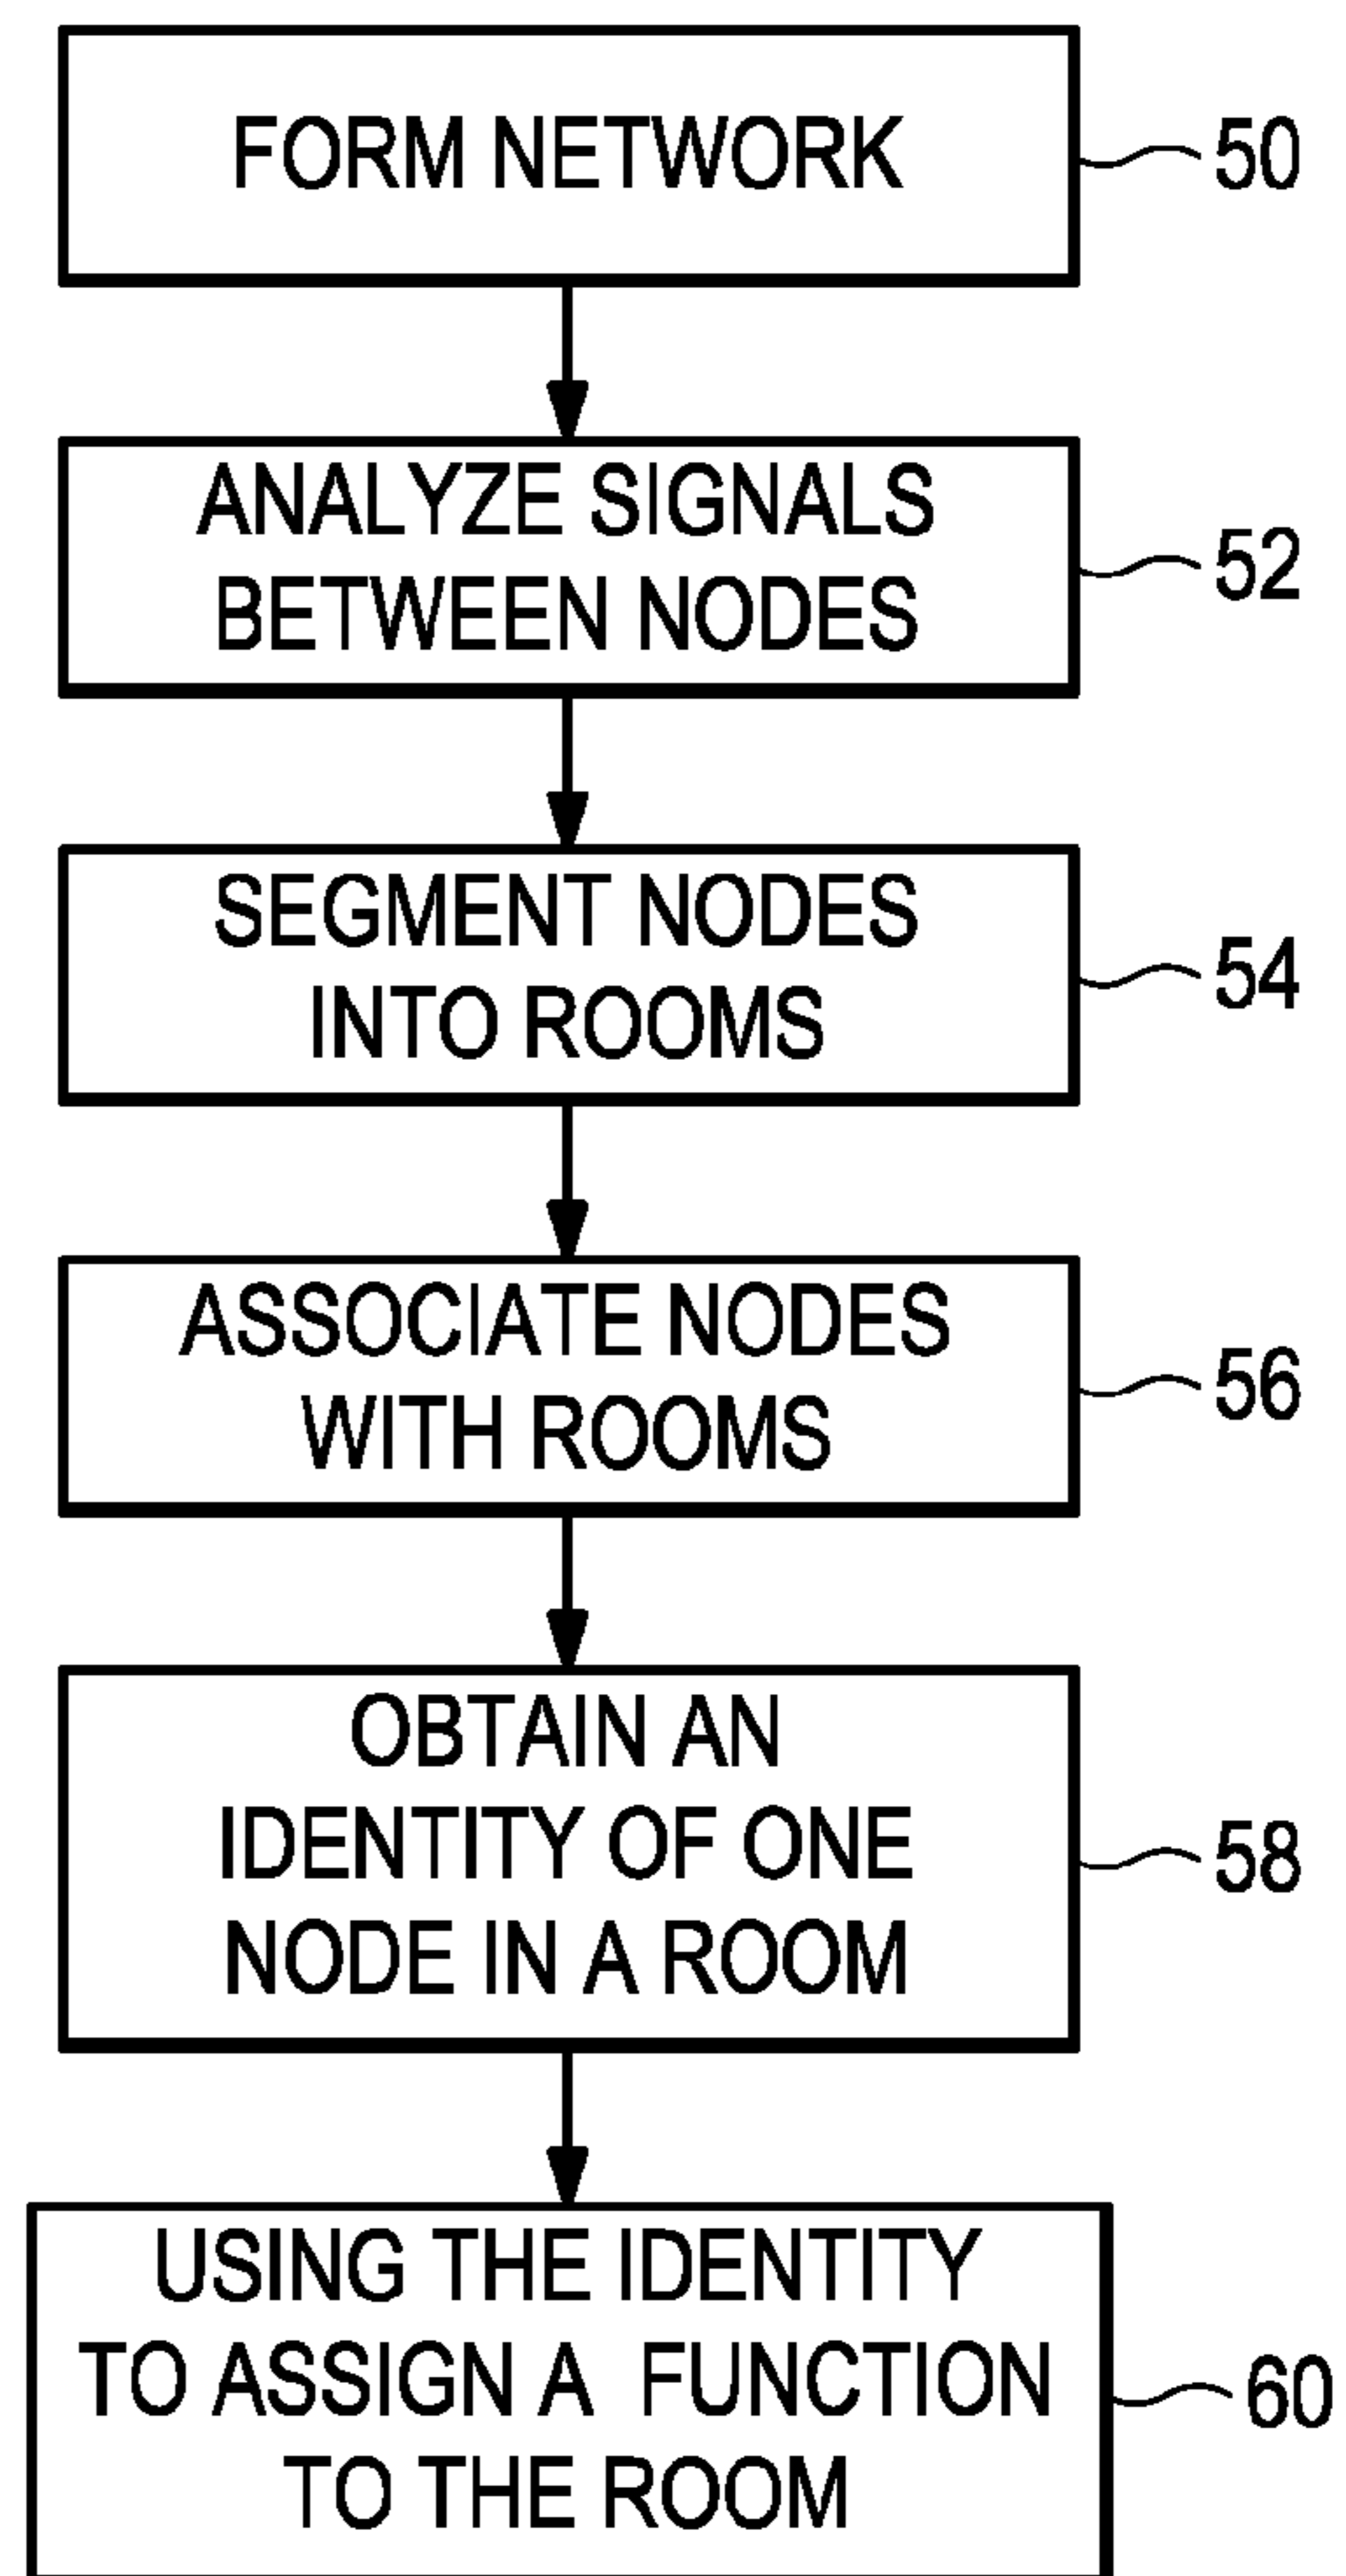 FORM NETWORK
50
ANALYZE SIGNALS
BETWEEN NODES
52
SEGMENT NODES
INTO ROOMS
54
ASSOCIATE NODES
WITH ROOMS
56
OBTAIN AN
IDENTITY OF ONE
NODE IN A ROOM
58
USING THE IDENTITY
TO ASSIGN A FUNCTION
TO THE ROOM
60